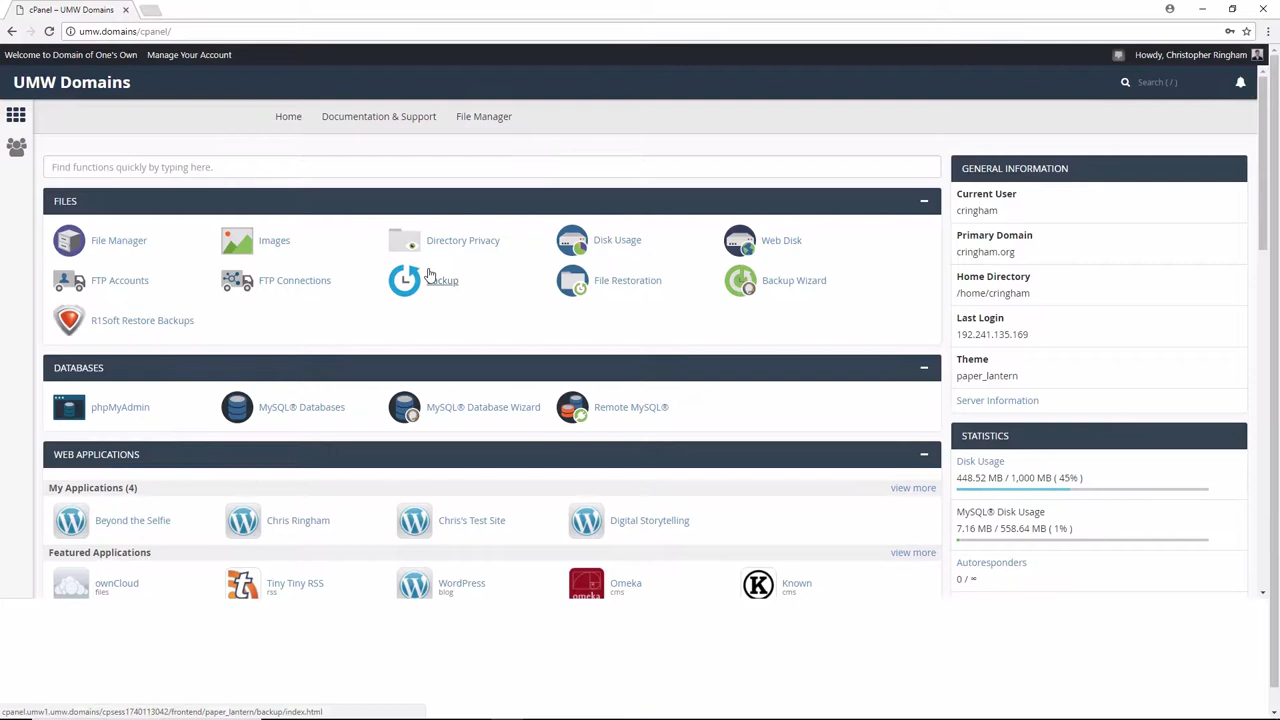 cPanel – UMW Domains
umw.domains/cpanel/
Welcome to Domain of One's Own Manage Your Account Howdy, Christopher Ringham
UMW Domains Search ( / )
Home Documentation & Support File Manager
Find functions quickly by typing here.
FILES
File Manager Images Directory Privacy Disk Usage Web Disk
FTP Accounts FTP Connections Backup File Restoration Backup Wizard
R1Soft Restore Backups
DATABASES
phpMyAdmin MySQL® Databases MySQL® Database Wizard Remote MySQL®
WEB APPLICATIONS
My Applications (4) view more
Beyond the Selfie Chris Ringham Chris's Test Site Digital Storytelling
Featured Applications view more
ownCloud Tiny Tiny RSS WordPress Omeka Known
files rss blog omeka cms K cms
GENERAL INFORMATION
Current User
cringham
Primary Domain
cringham.org
Home Directory
/home/cringham
Last Login
192.241.135.169
Theme
paper_lantern
Server Information
STATISTICS
Disk Usage
448.52 MB / 1,000 MB ( 45% )
MySQL® Disk Usage
7.16 MB / 558.64 MB ( 1% )
Autoresponders
0 / ∞
cpanel.umw1.umw.domains/cpsess1740113042/frontend/paper_lantern/backup/index.html